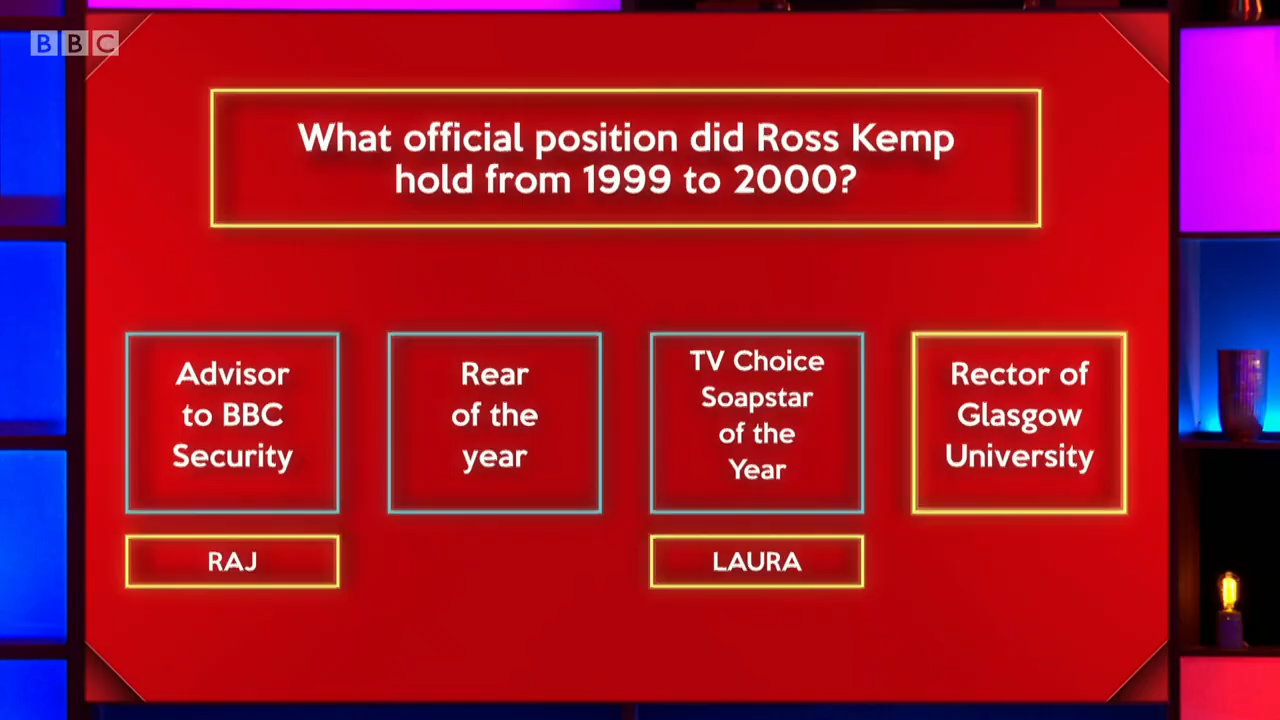 BBC
What official position did Ross Kemp
hold from 1999 to 2000?
Advisor
to BBC
Security
Rear
of the
year
TV Choice
Soapstar
of the
Year
Rector of
Glasgow
University
RAJ
LAURA